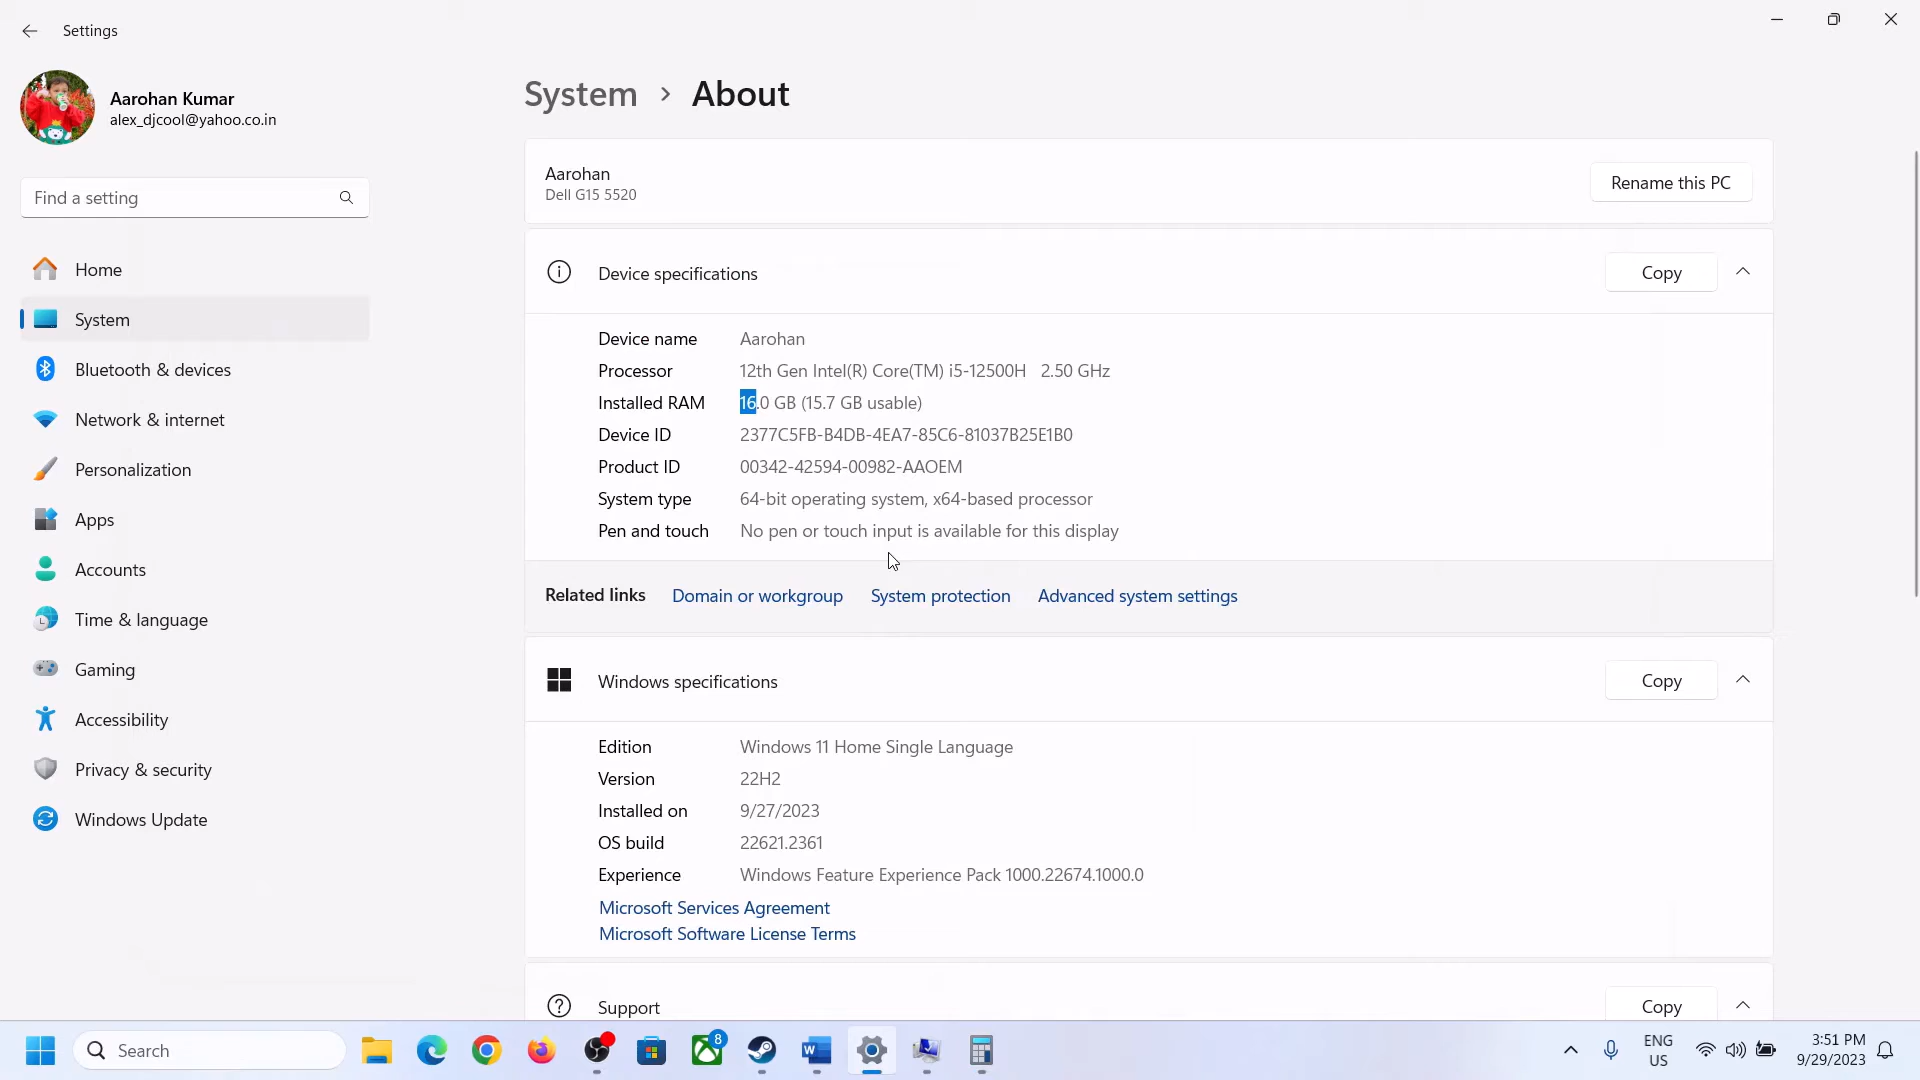 Settings
Aarohan Kumar
alex_djcool@yahoo.co.in
Find a setting
Home
System
Bluetooth & devices
Network & internet
Personalization
Apps
Accounts
Time & language
Gaming
Accessibility
Privacy & security
Windows Update
System > About
Aarohan
Dell G15 5520
Rename this PC
Device specifications
Copy
Device name Aarohan
Processor 12th Gen Intel(R) Core(TM) i5-12500H 2.50 GHz
Installed RAM 16.0 GB (15.7 GB usable)
Device ID 2377C5FB-B4DB-4EA7-85C6-81037B25E1B0
Product ID 00342-42594-00982-AAOEM
System type 64-bit operating system, x64-based processor
Pen and touch No pen or touch input is available for this display
Related links Domain or workgroup System protection Advanced system settings
Windows specifications
Copy
Edition Windows 11 Home Single Language
Version 22H2
Installed on 9/27/2023
OS build 22621.2361
Experience Windows Feature Experience Pack 1000.22674.1000.0
Microsoft Services Agreement
Microsoft Software License Terms
Support
Copy
Search
8
W
ENG
US
3:51 PM
9/29/2023